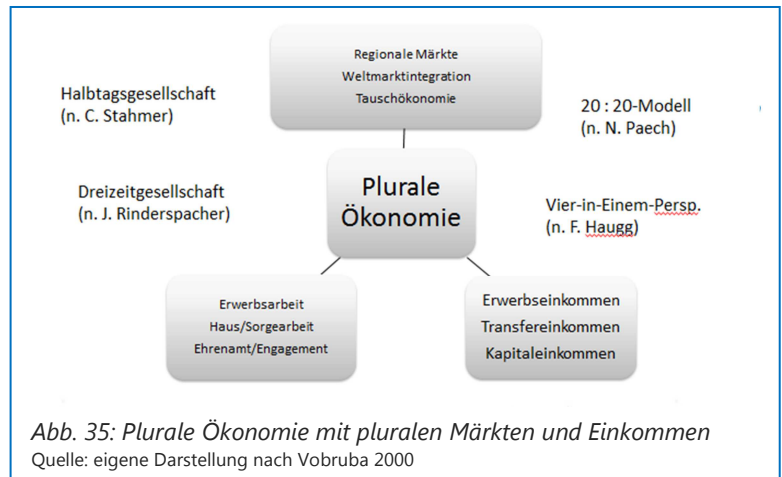 Regionale Märkte
Weltmarktintegration
Tauschökonomie
Halbtagsgesellschaft
(n. C. Stahmer)
20 : 20-Modell
(n. N. Paech)
Plurale
Ökonomie
Dreizeitgesellschaft
(n. J. Rinderspacher)
Vier-in-Einem-Persp.
(n. F. Haugg)
Erwerbsarbeit
Haus/Sorgearbeit
Ehrenamt/Engagement
Erwerbseinkommen
Transfereinkommen
Kapitaleinkommen
Abb. 35: Plurale Ökonomie mit pluralen Märkten und Einkommen
Quelle: eigene Darstellung nach Vobruba 2000